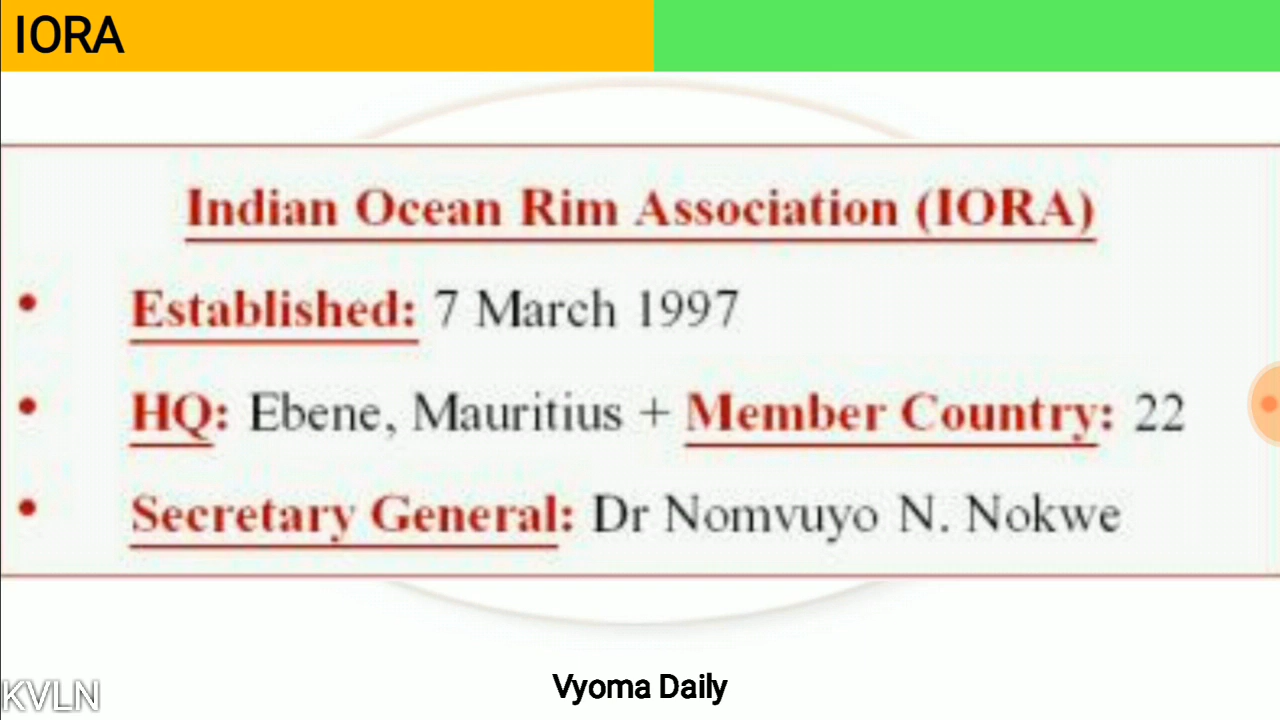 IORA
Indian Ocean Rim Association (IORA)
• Established: 7 March 1997
• HQ: Ebene, Mauritius + Member Country: 22
• Secretary General: Dr Nomvuyo N. Nokwe
Vyoma Daily
KVLN